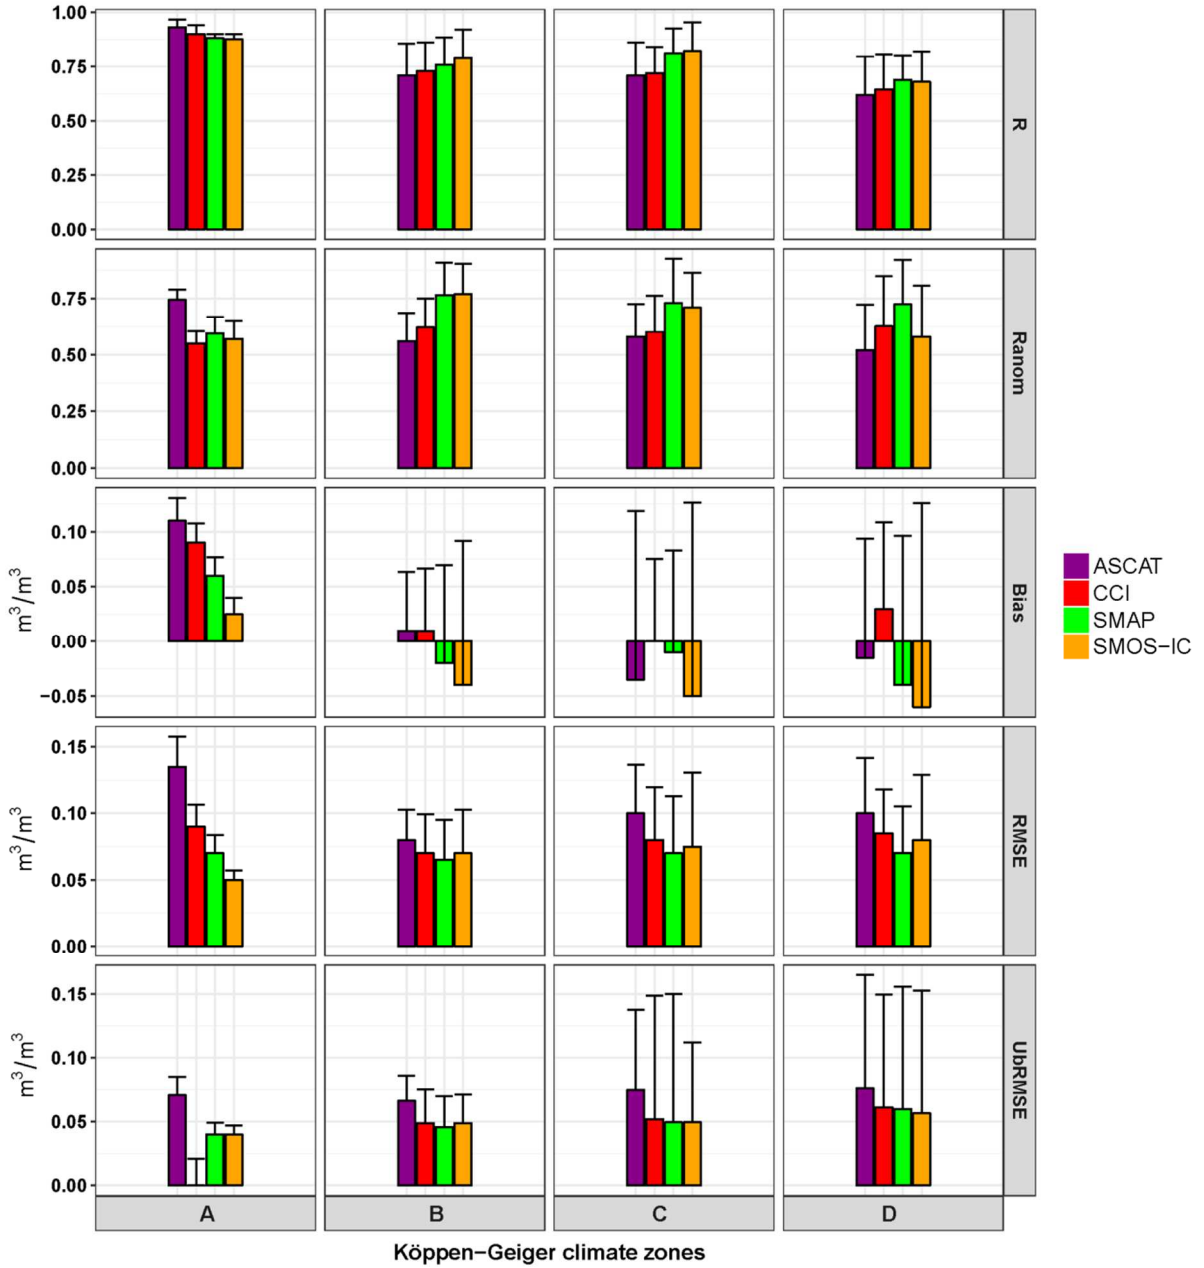 1.00
0.75
0.50
0.25
0.00
R
0.75
0.50
0.25
0.00
Ranom
m³/m³
0.10
0.05
0.00
−0.05
Bias
m³/m³
0.15
0.10
0.05
0.00
RMSE
m³/m³
0.15
0.10
0.05
0.00
UbRMSE
A
B
C
D
Köppen−Geiger climate zones
ASCAT
CCI
SMAP
SMOS−IC